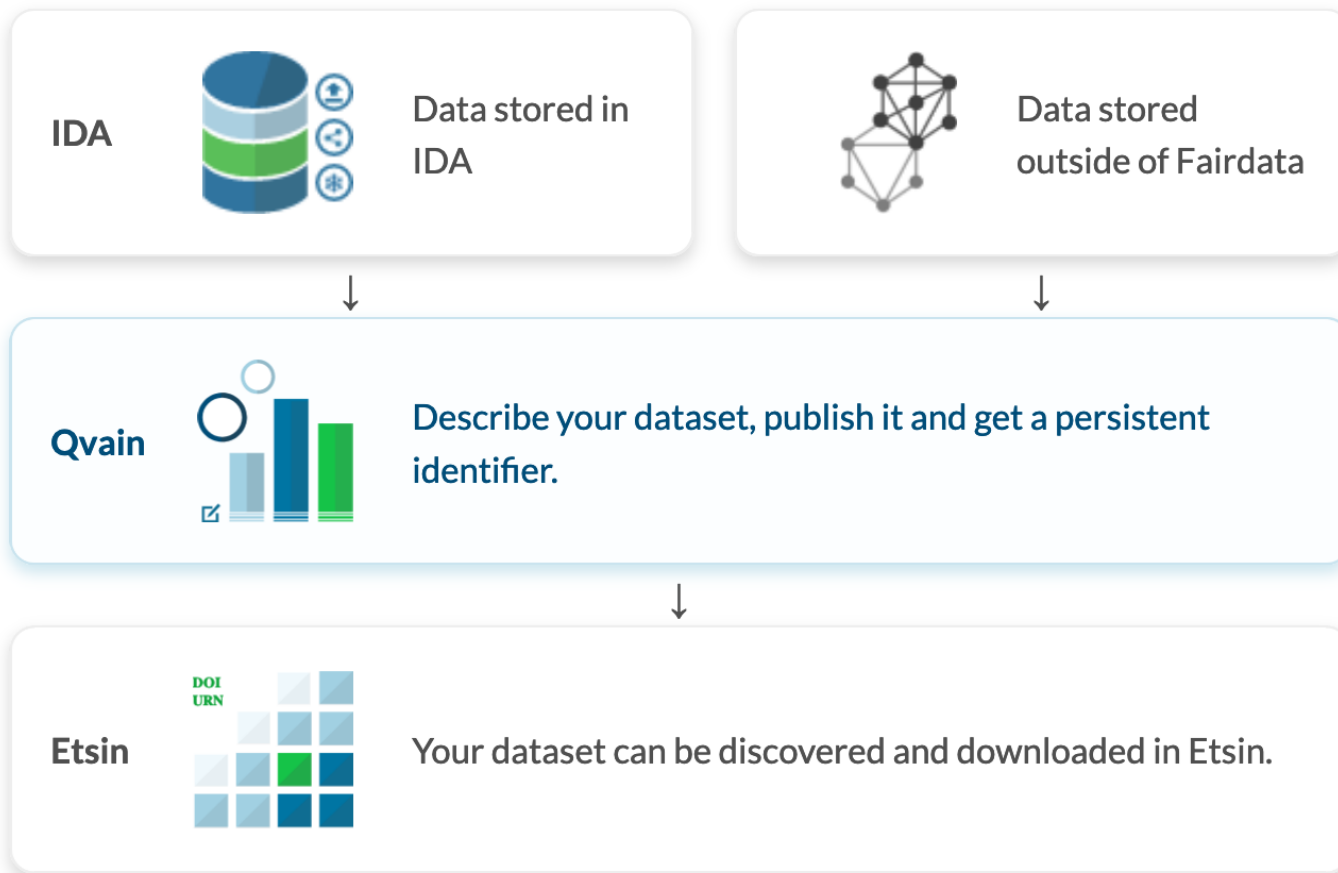 IDA
Data stored in
IDA
Data stored
outside of Fairdata
↓
↓
Qvain
Describe your dataset, publish it and get a persistent
identifier.
↓
DOI
URN
Etsin
Your dataset can be discovered and downloaded in Etsin.